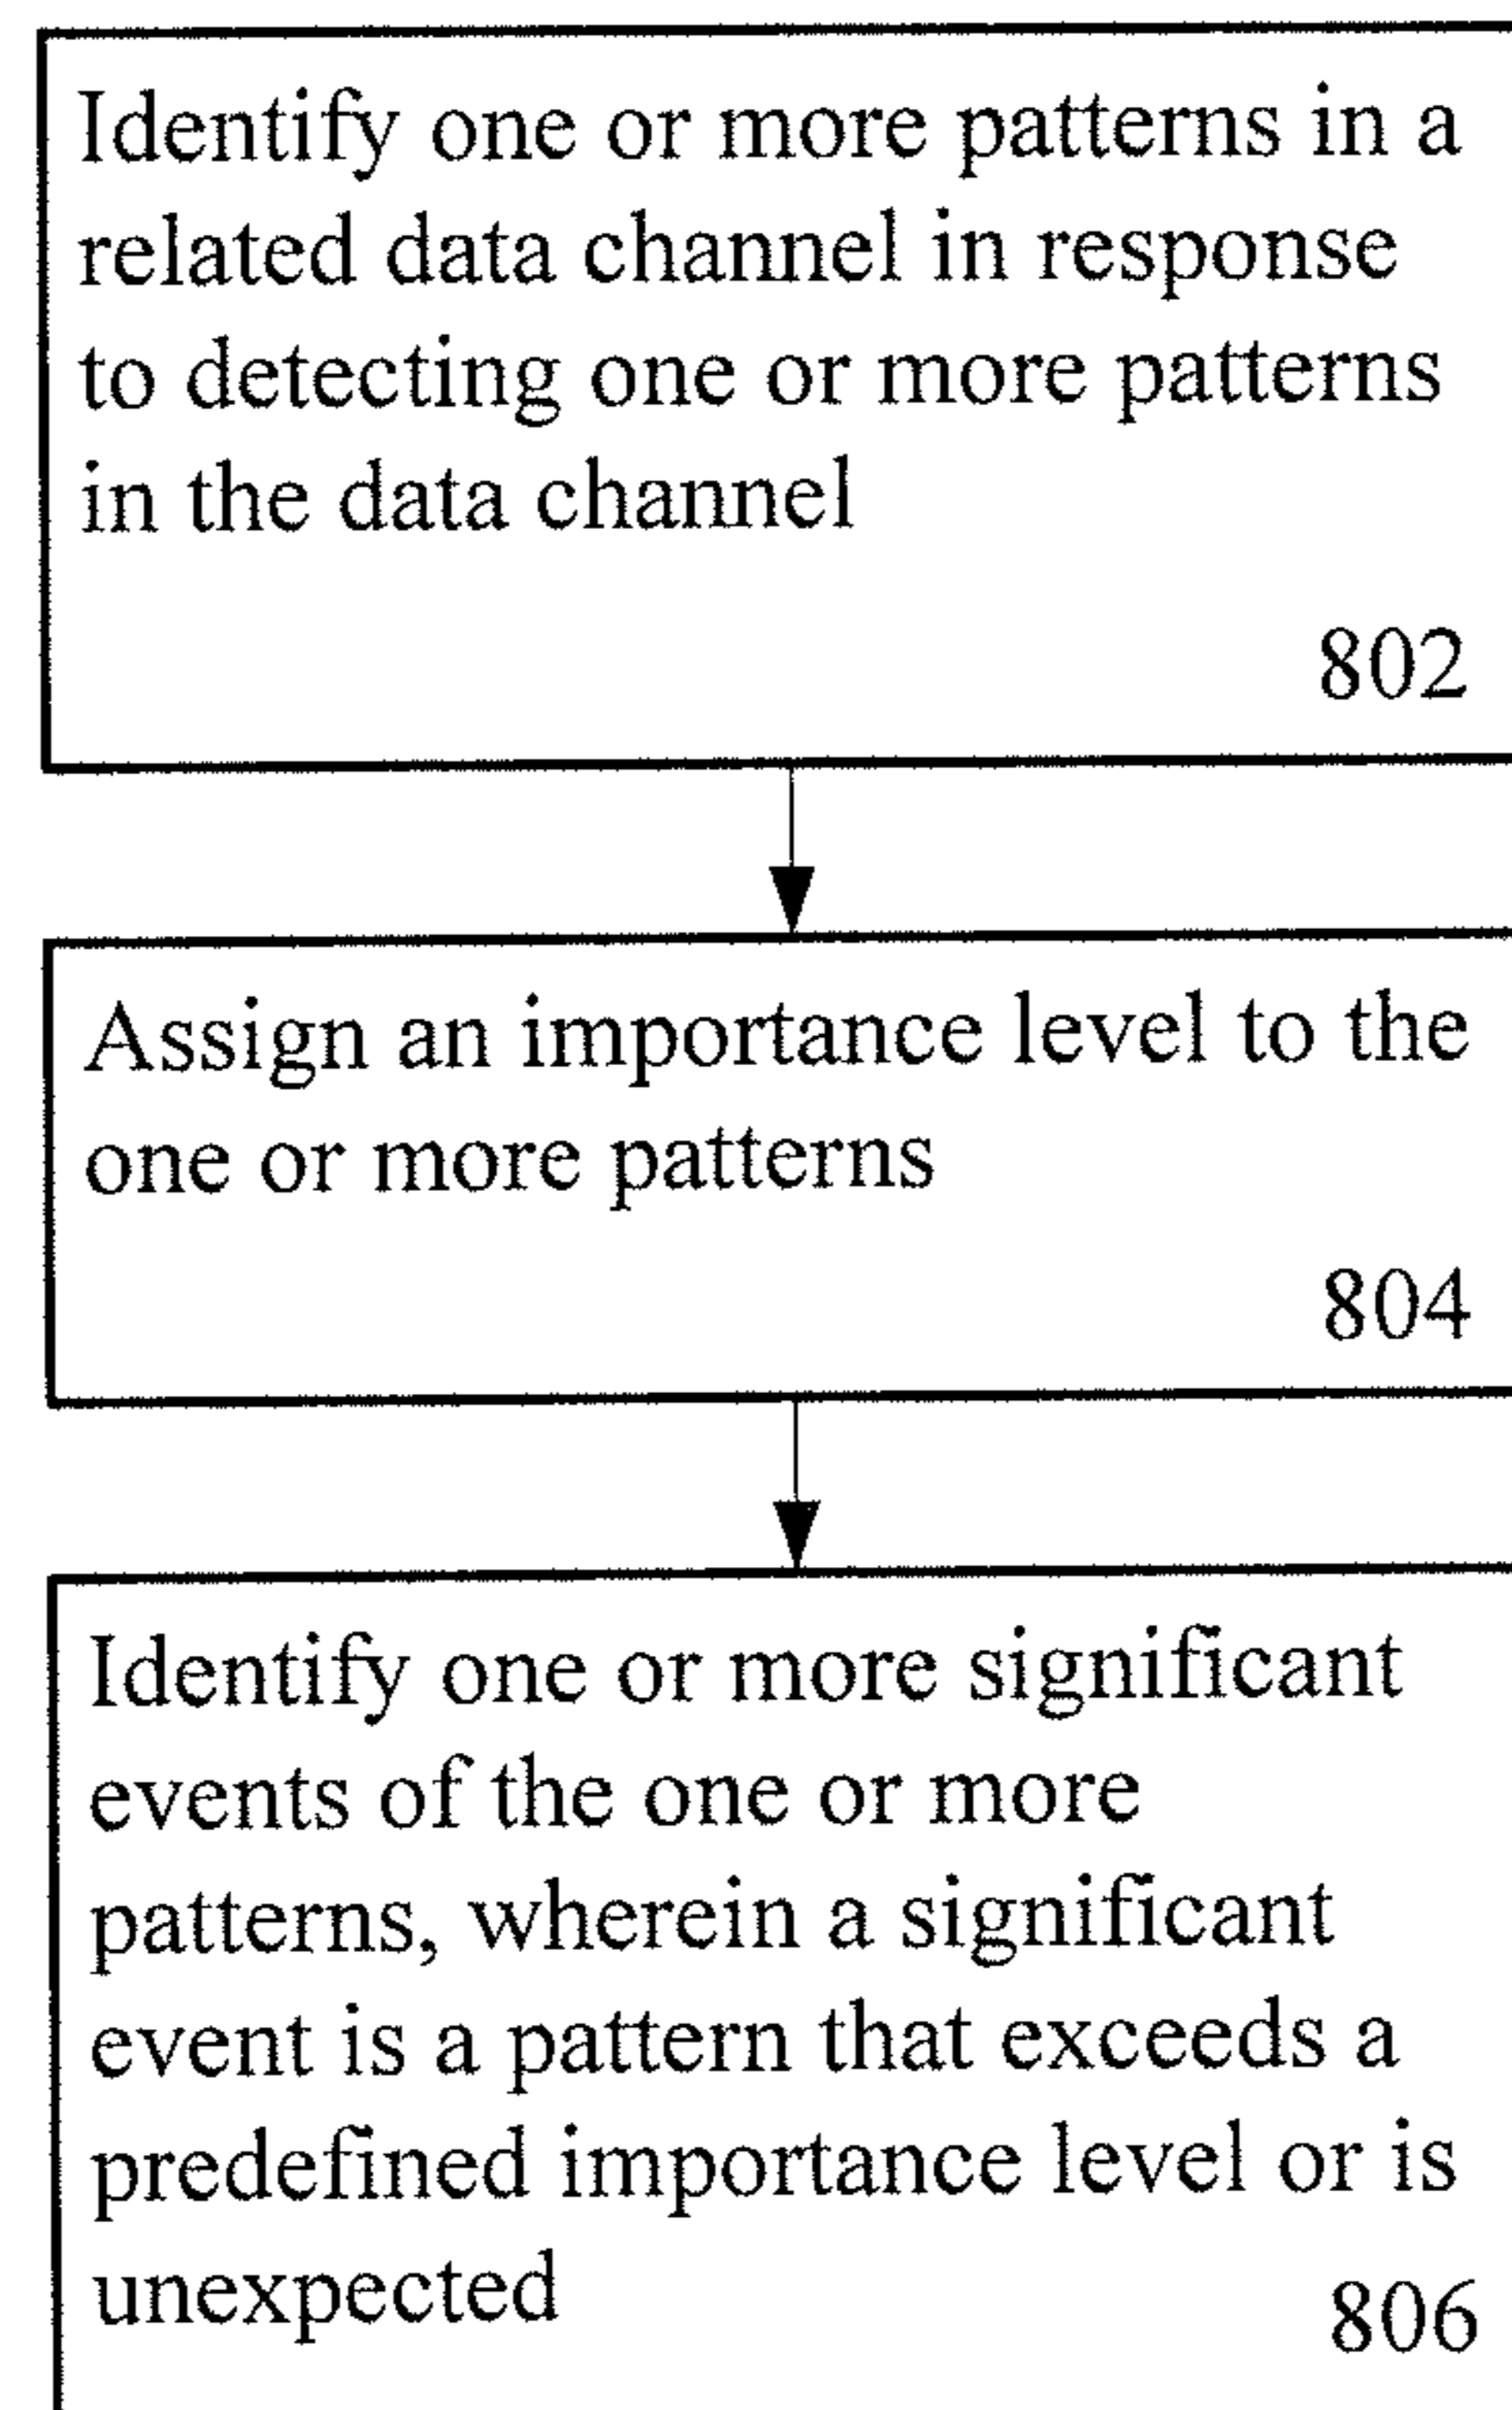 Identify one or more patterns in a
related data channel in response
to detecting one or more patterns
in the data channel
802
Assign an importance level to the
one or more patterns
804
Identify one or more significant
events of the one or more
patterns, wherein a significant
event is a pattern that exceeds a
predefined importance level or is
unexpected
806